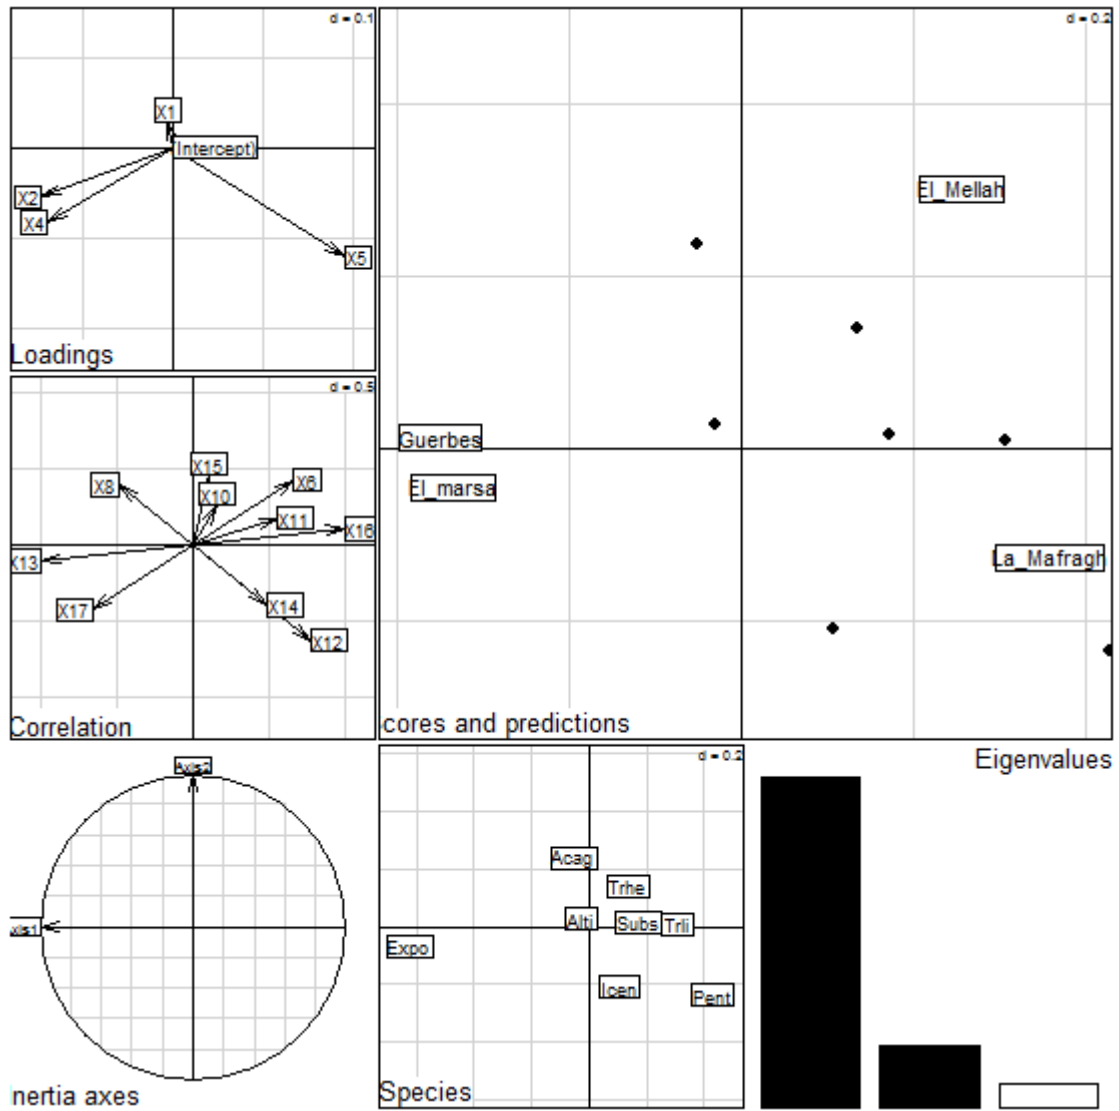 d = 0.1
X1
(Intercept)
X2
X4
X5
Loadings
d = 0.2
El_Mellah
Guerbes
El_marsa
La_Mafragh
cores and predictions
d = 0.5
X15
X8
X6
X10
X11
X16
X13
X17
X14
X12
Correlation
Axis2
xis1
nertia axes
d = 0.2
Acag
Trhe
Alti
Subs
Trli
Expo
Icen
Pent
Species
Eigenvalues